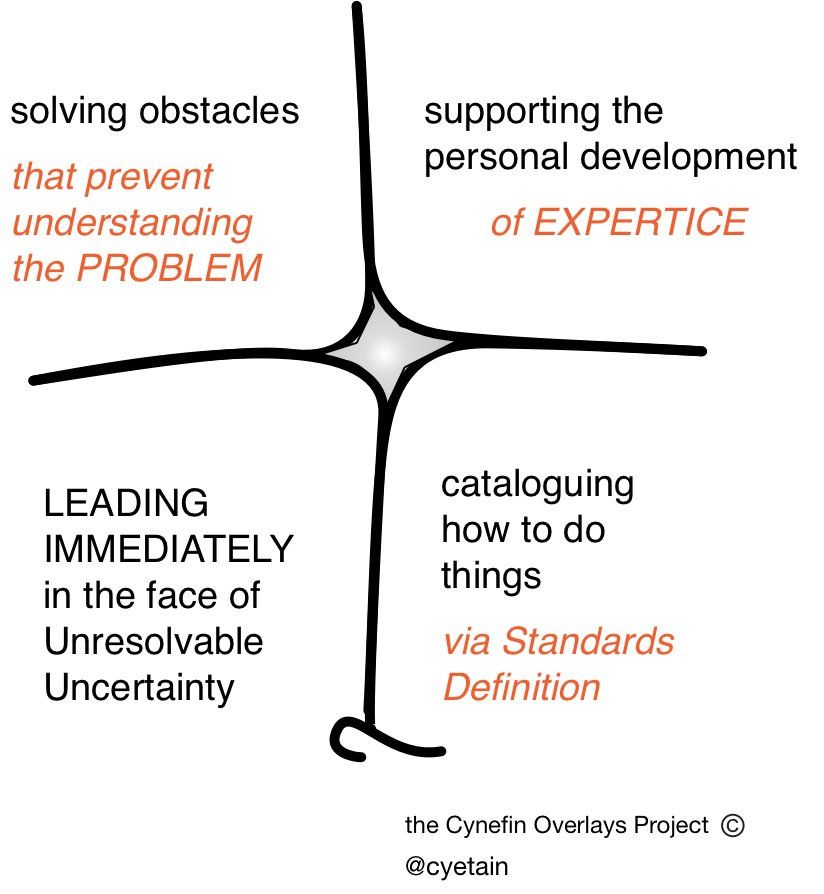 solving obstacles
that prevent
understanding
the PROBLEM
supporting the
personal development
of EXPERTICE
LEADING
IMMEDIATELY
in the face of
Unresolvable
Uncertainty
cataloguing
how to do
things
via Standards
Definition
the Cynefin Overlays Project ©
@cyetain